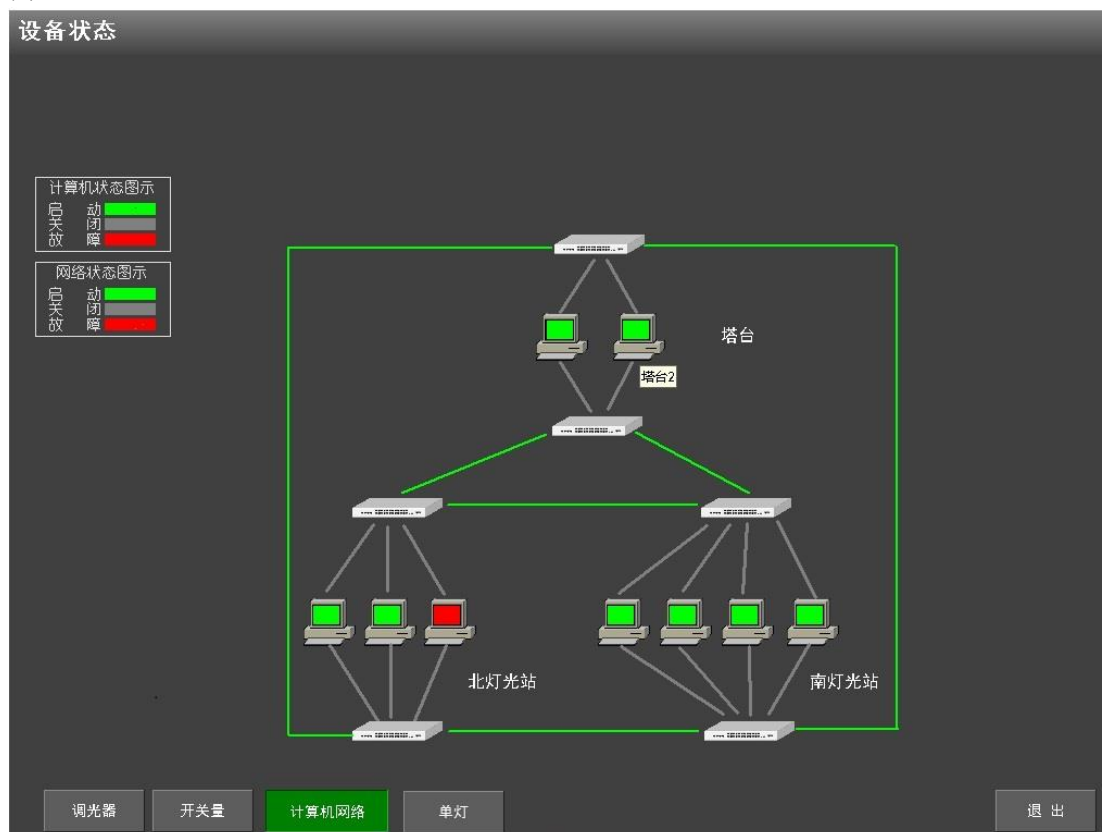 设备状态
计算机状态图示
启 动
关 闭
故 障
网络状态图示
启 动
关 闭
故 障
塔台
塔台2
北灯光站
南灯光站
调光器
开关量
计算机网络
单灯
退 出